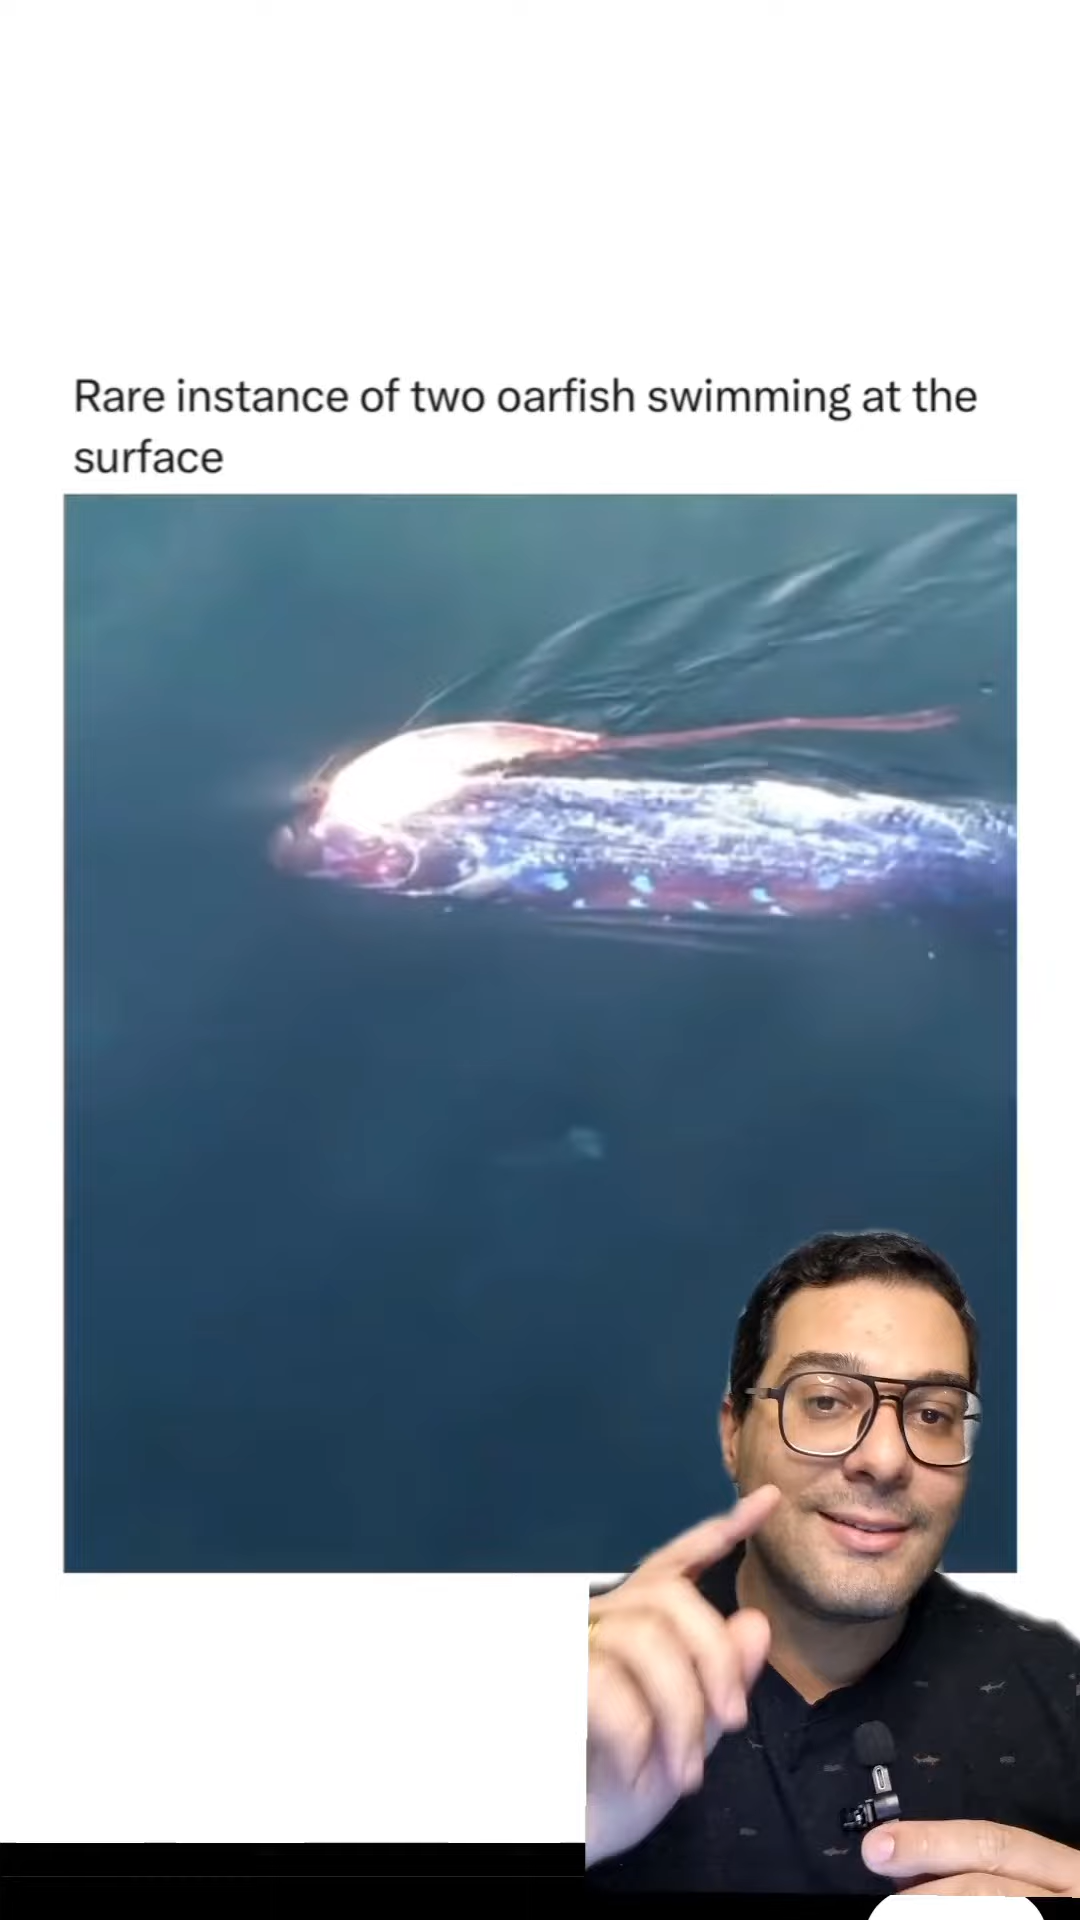 Rare instance of two oarfish swimming at the
surface